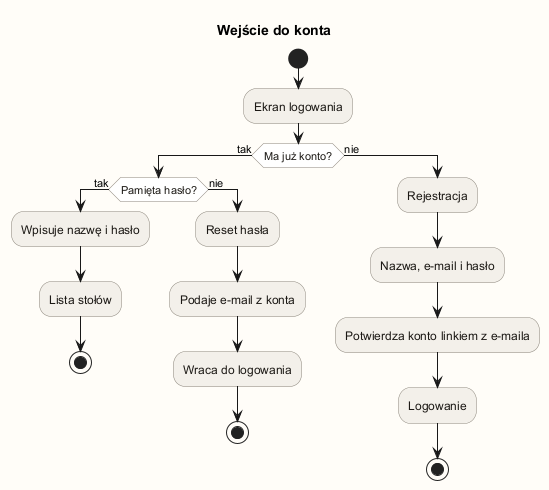 Wejście do konta
Ekran logowania
tak
Ma już konto?
nie
tak
Pamięta hasło?
nie
Wpisuje nazwę i hasło
Lista stołów
Reset hasła
Podaje e-mail z konta
Wraca do logowania
Rejestracja
Nazwa, e-mail i hasło
Potwierdza konto linkiem z e-maila
Logowanie